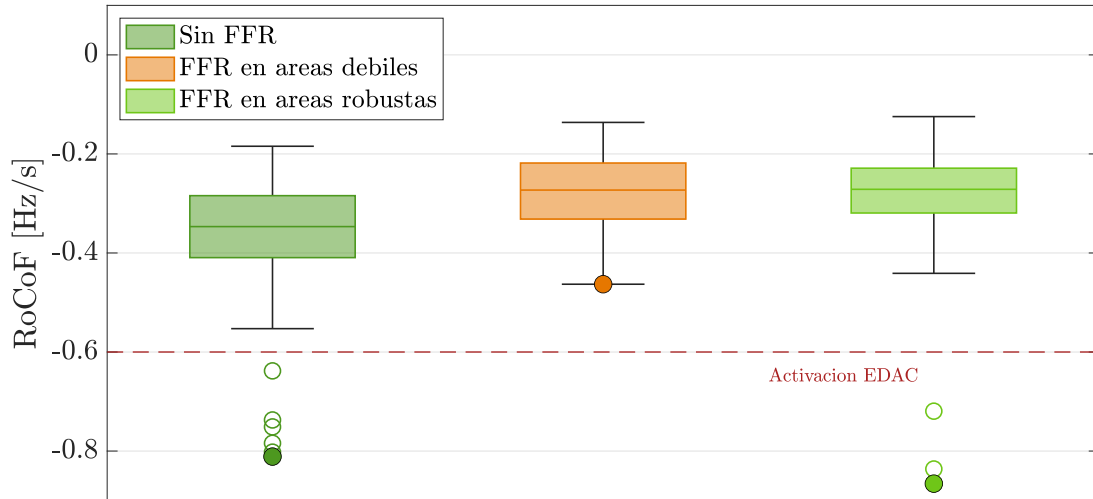 Sin FFR
FFR en areas debiles
FFR en areas robustas
RoCoF [Hz/s]
0
-0.2
-0.4
-0.6
-0.8
Activacion EDAC